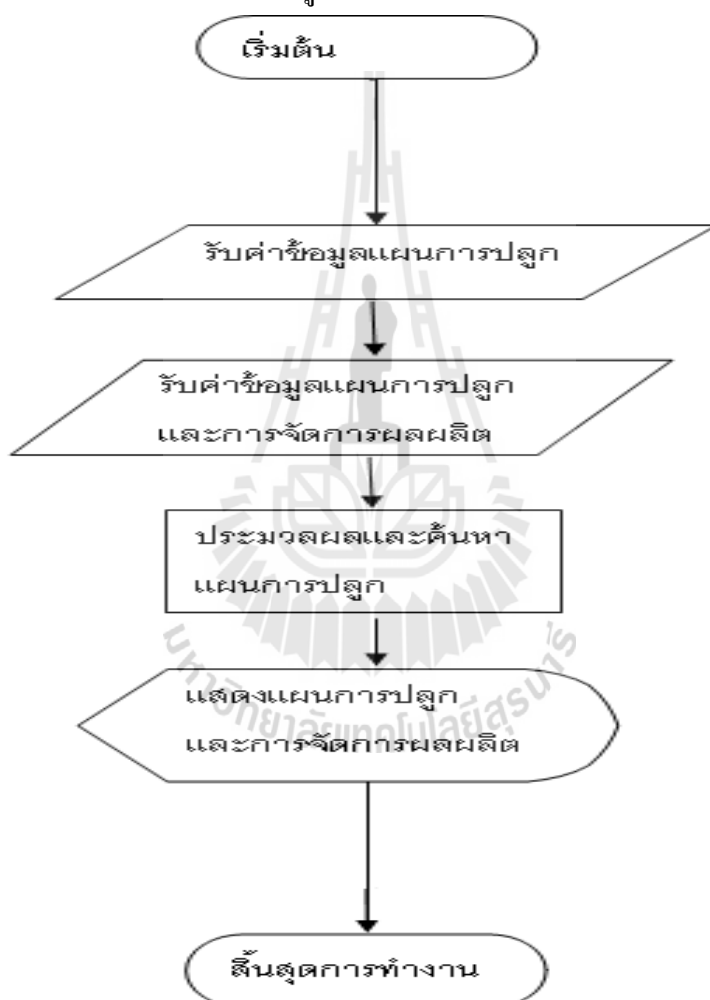 เริ่มต้น
รับค่าข้อมูลแผนการปลูก
รับค่าข้อมูลแผนการปลูก
และการจัดการผลผลิต
ประมวลผลและค้นหา
แผนการปลูก
แสดงแผนการปลูก
และการจัดการผลผลิต
สิ้นสุดการทำงาน